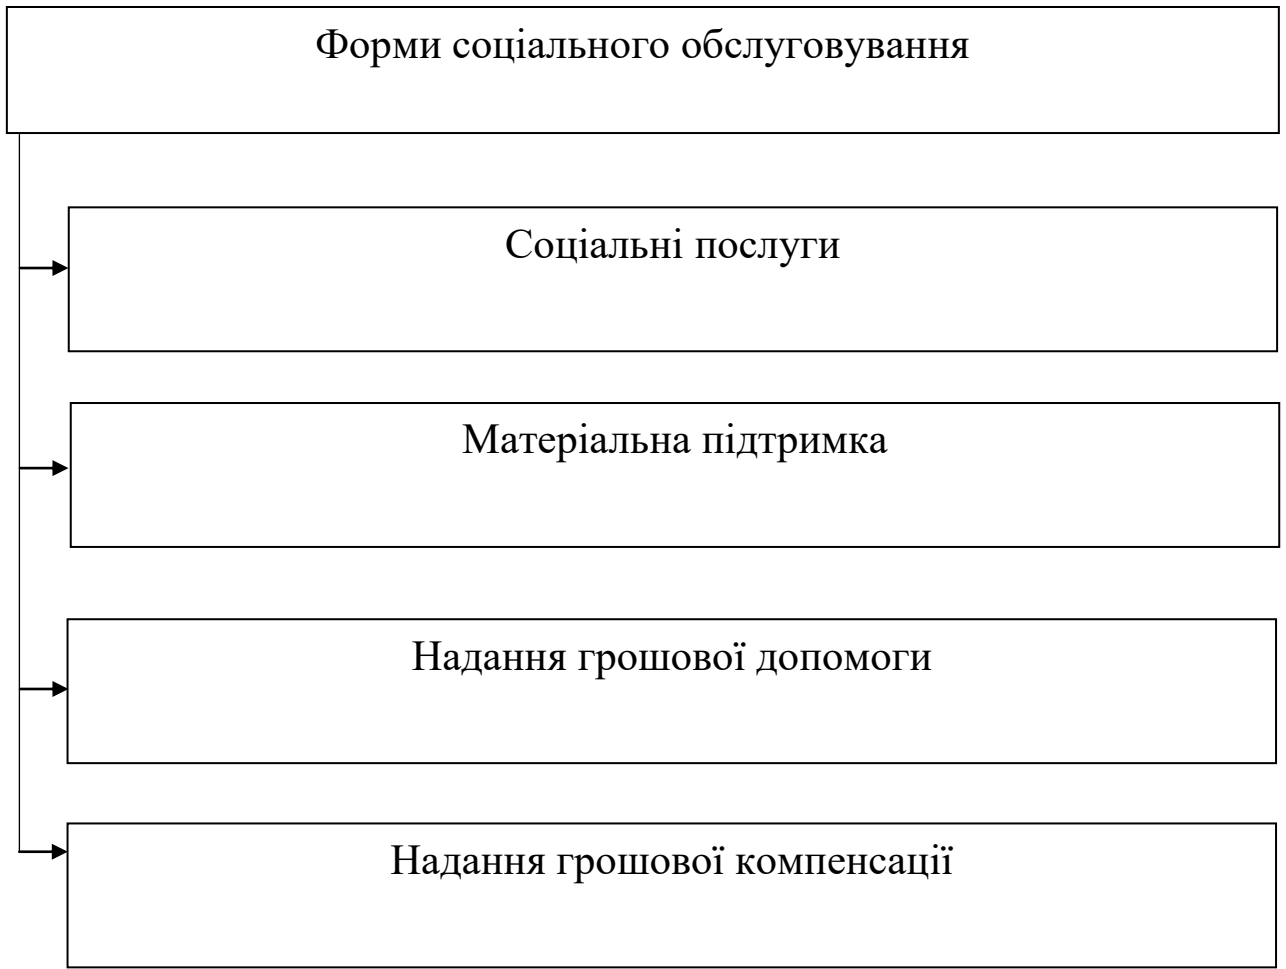 Форми соціального обслуговування
Соціальні послуги
Матеріальна підтримка
Надання грошової допомоги
Надання грошової компенсації